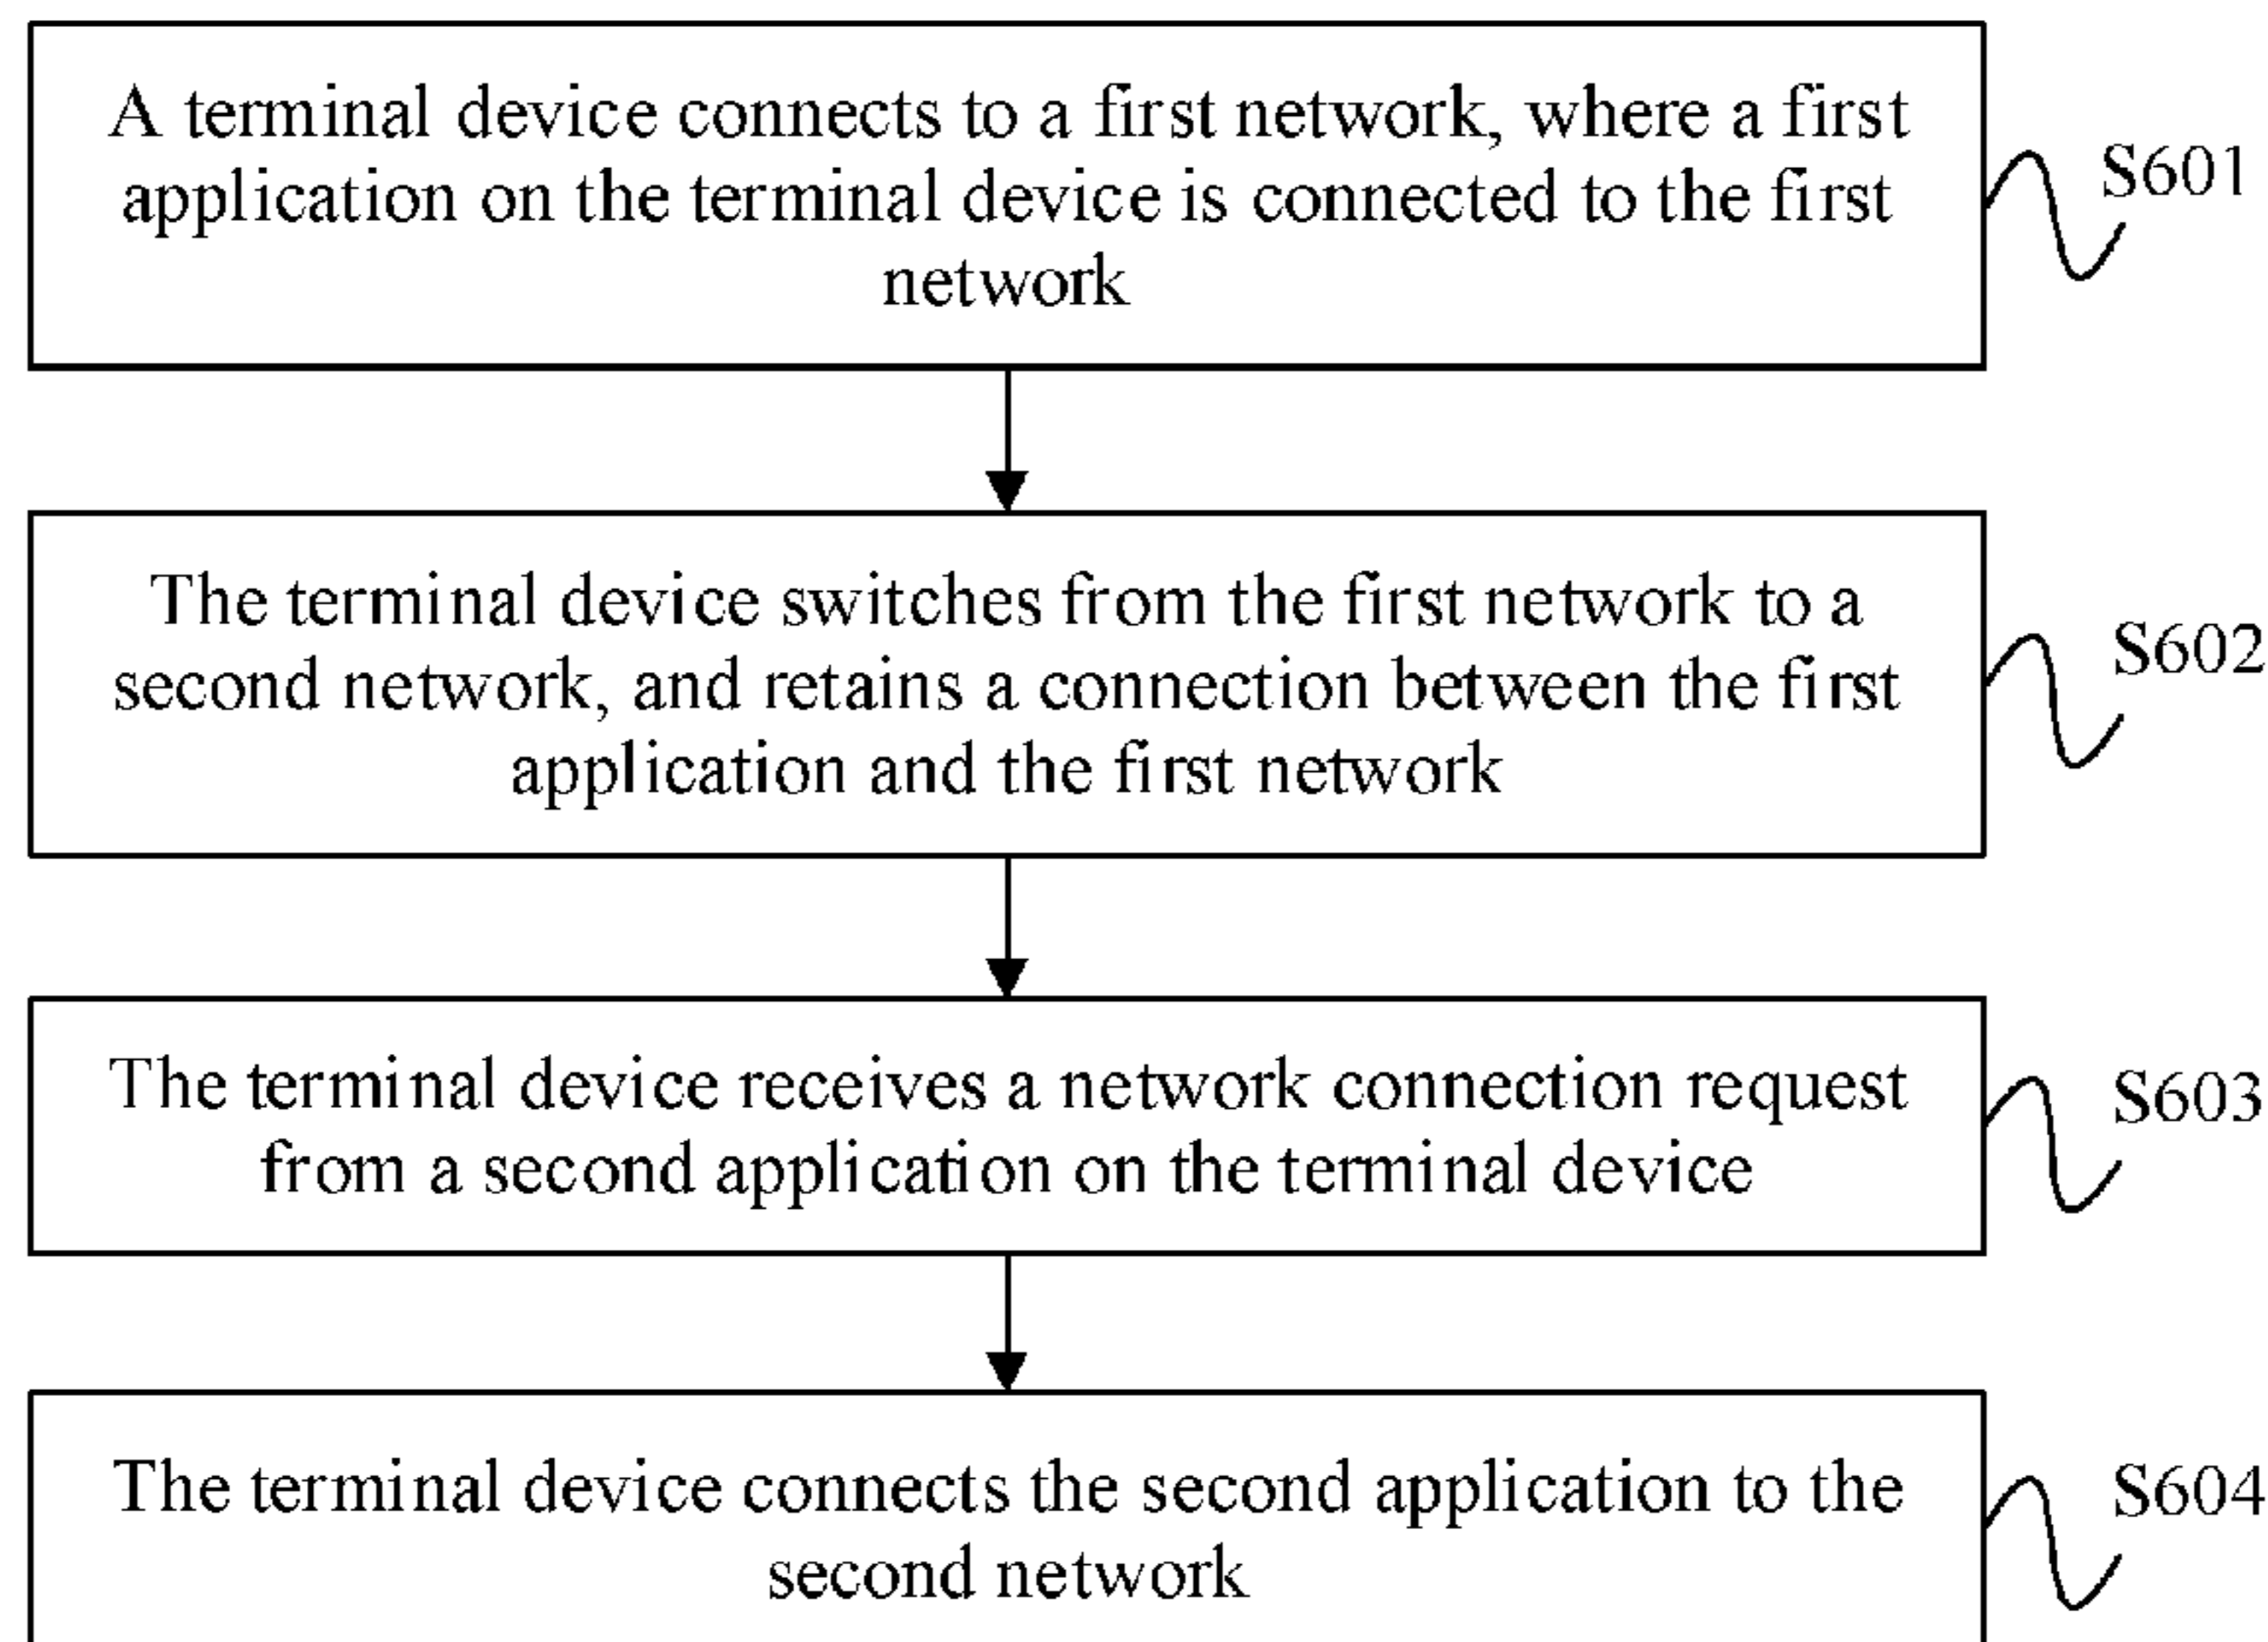 A terminal device connects to a first network, where a first
application on the terminal device is connected to the first
network
S601
The terminal device switches from the first network to a
second network, and retains a connection between the first
application and the first network
S602
The terminal device receives a network connection request
from a second application on the terminal device
S603
The terminal device connects the second application to the
second network
S604